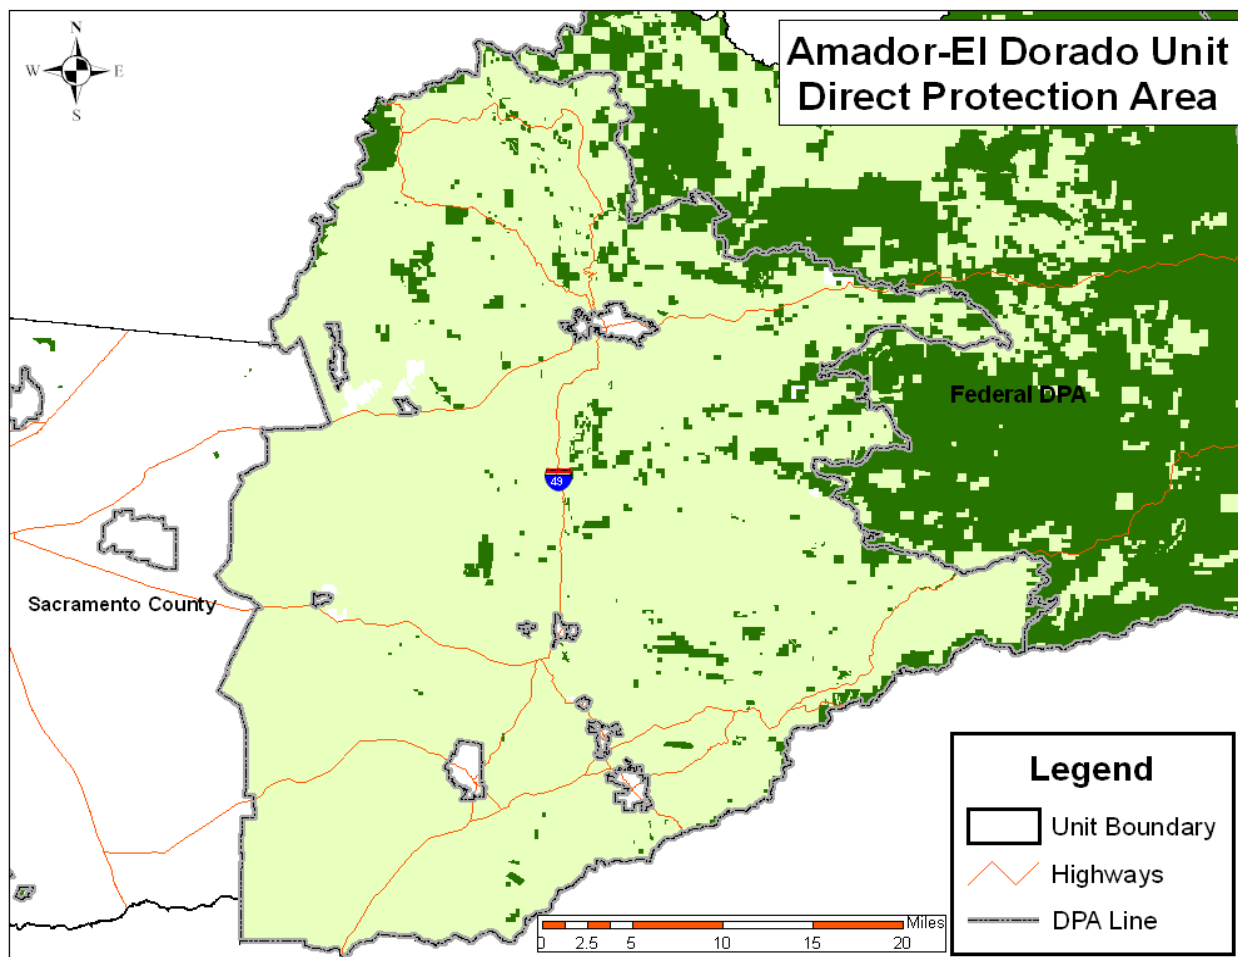 N
W E
S
Amador-El Dorado Unit
Direct Protection Area
Federal DPA
49
Sacramento County
Legend
Unit Boundary
Highways
DPA Line
Miles
0 2.5 5 10 15 20